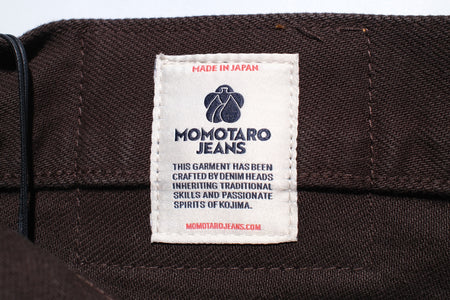 MADE IN JAPAN
MOMOTARO
JEANS
THIS GARMENT HAS BEEN
CRAFTED BY DENIM HEADS
INHERITING TRADITIONAL
SKILLS AND PASSIONATE
SPIRITS OF KOJIMA.
MOMOTAROJEANS.COM